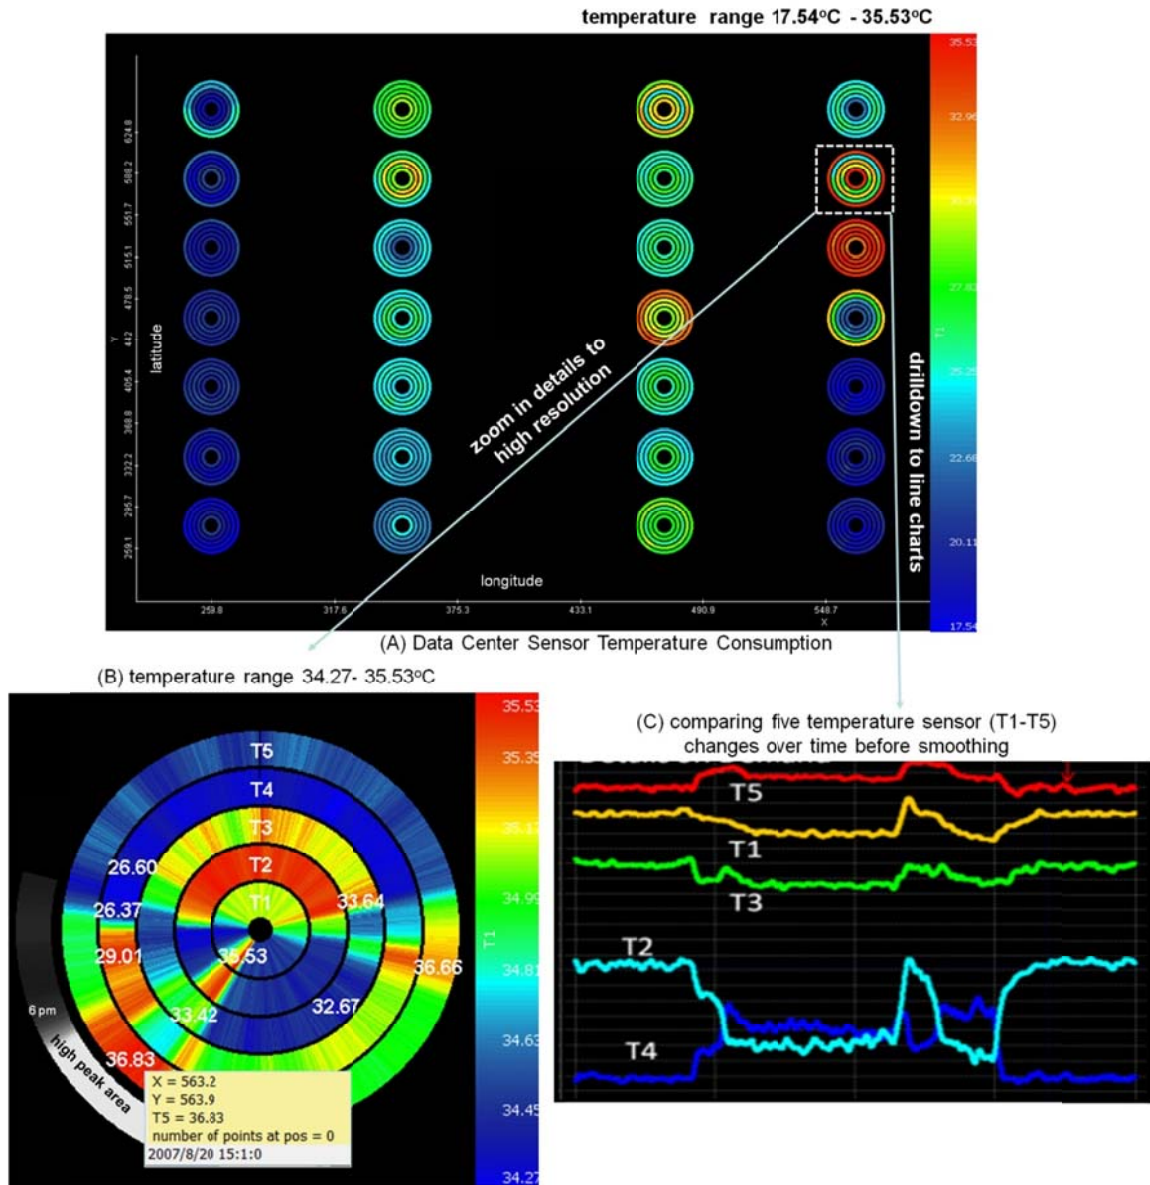 temperature range 17.54ºC - 35.53ºC
35.53
32.96
27.82
25.25
22.68
20.11
17.54
T1
624.8
588.2
551.7
515.1
478.5
442
405.4
368.8
332.2
295.7
259.1
Y
latitude
longitude
259.8
317.6
375.3
433.1
490.9
548.7
X
zoom in details to
high resolution
drilldown to line charts
(A) Data Center Sensor Temperature Consumption
(B) temperature range 34.27- 35.53ºC
35.53
35.35
35.17
34.99
34.81
34.63
34.45
34.27
T1
T5
T4
T3
T2
T1
26.60
26.37
29.01
33.64
35.53
36.66
32.67
33.42
36.83
6 pm
high peak area
X = 563.2
Y = 563.9
T5 = 36.83
number of points at pos = 0
2007/8/20 15:1:0
(C) comparing five temperature sensor (T1-T5)
changes over time before smoothing
T5
T1
T3
T2
T4